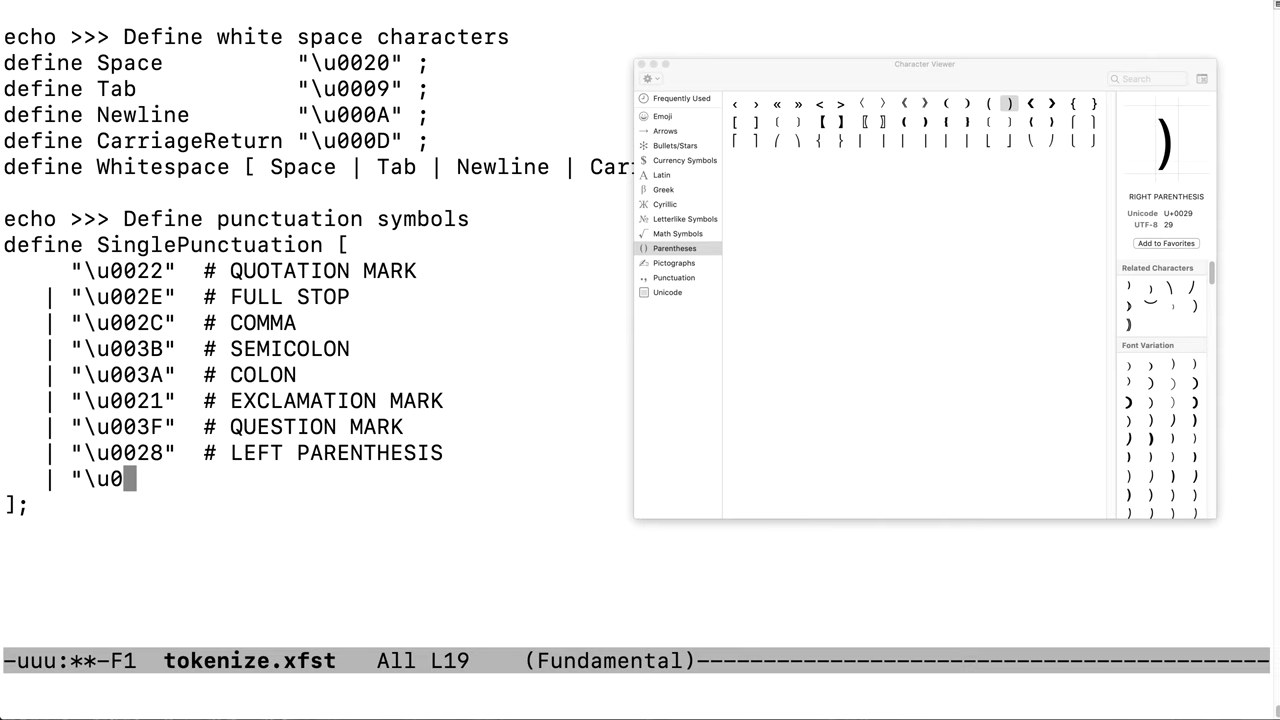 echo >>> Define white space characters
define Space "\u0020" ;
define Tab "\u0009" ;
define Newline "\u000A" ;
define CarriageReturn "\u000D" ;
define Whitespace [ Space | Tab | Newline | Car
echo >>> Define punctuation symbols
define SinglePunctuation [
"\u0022" # QUOTATION MARK
| "\u002E" # FULL STOP
| "\u002C" # COMMA
| "\u003B" # SEMICOLON
| "\u003A" # COLON
| "\u0021" # EXCLAMATION MARK
| "\u003F" # QUESTION MARK
| "\u0028" # LEFT PARENTHESIS
| "\u0
];
-uuu:**-F1 tokenize.xfst All L19 (Fundamental)
Character Viewer
Search
Frequently Used
Emoji
Arrows
Bullets/Stars
Currency Symbols
Latin
Greek
Cyrillic
Letterlike Symbols
Math Symbols
Parentheses
Pictographs
Punctuation
Unicode
)
RIGHT PARENTHESIS
Unicode U+0029
UTF-8 29
Add to Favorites
Related Characters
Font Variation